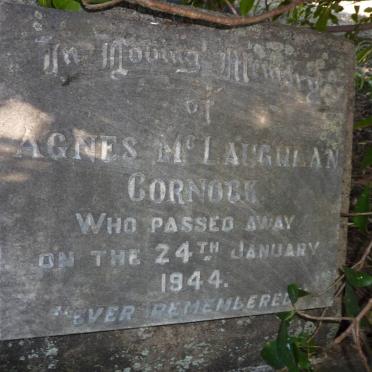 In Loving Memory
of
AGNES McLAUGHLAN
CORNOCK
WHO PASSED AWAY
ON THE 24TH JANUARY
1944.
"EVER REMEMBERED"